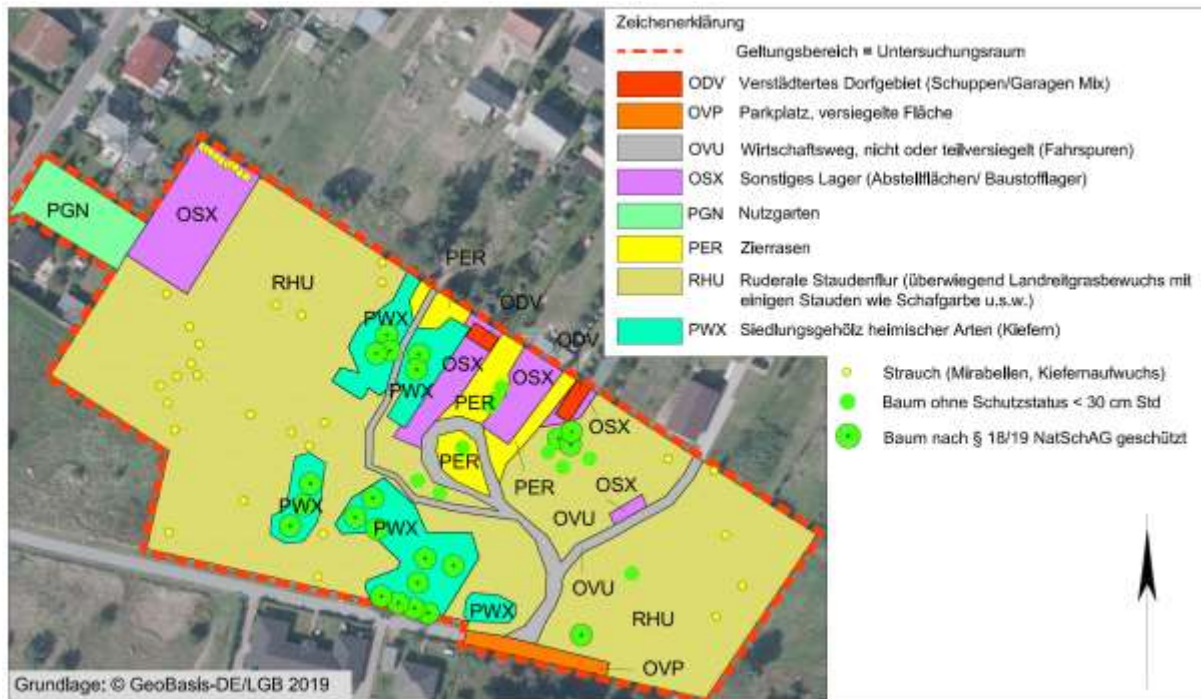 Zeichenerklärung
Geltungsbereich = Untersuchungsraum
ODV Verstädtertes Dorfgebiet (Schuppen/Garagen Mix)
OVP Parkplatz, versiegelte Fläche
OVU Wirtschaftsweg, nicht oder teilversiegelt (Fahrspuren)
OSX Sonstiges Lager (Abstellflächen/ Baustofflager)
PGN Nutzgarten
PER Zierrasen
RHU Ruderale Staudenflur (überwiegend Landreitgrasbewuchs mit
einigen Stauden wie Schafgarbe u.s.w.)
PWX Siedlungsgehölz heimischer Arten (Kiefern)
Strauch (Mirabellen, Kiefernaufwuchs)
Baum ohne Schutzstatus < 30 cm Std
Baum nach § 18/19 NatSchAG geschützt
PGN
OSX
RHU
PER
ODV
PWX
ODV
OSX
OSX
PWX
PER
OSX
PER
PER
OSX
PWX
PWX
OVU
OVU
PWX
RHU
OVP
Grundlage: © GeoBasis-DE/LGB 2019